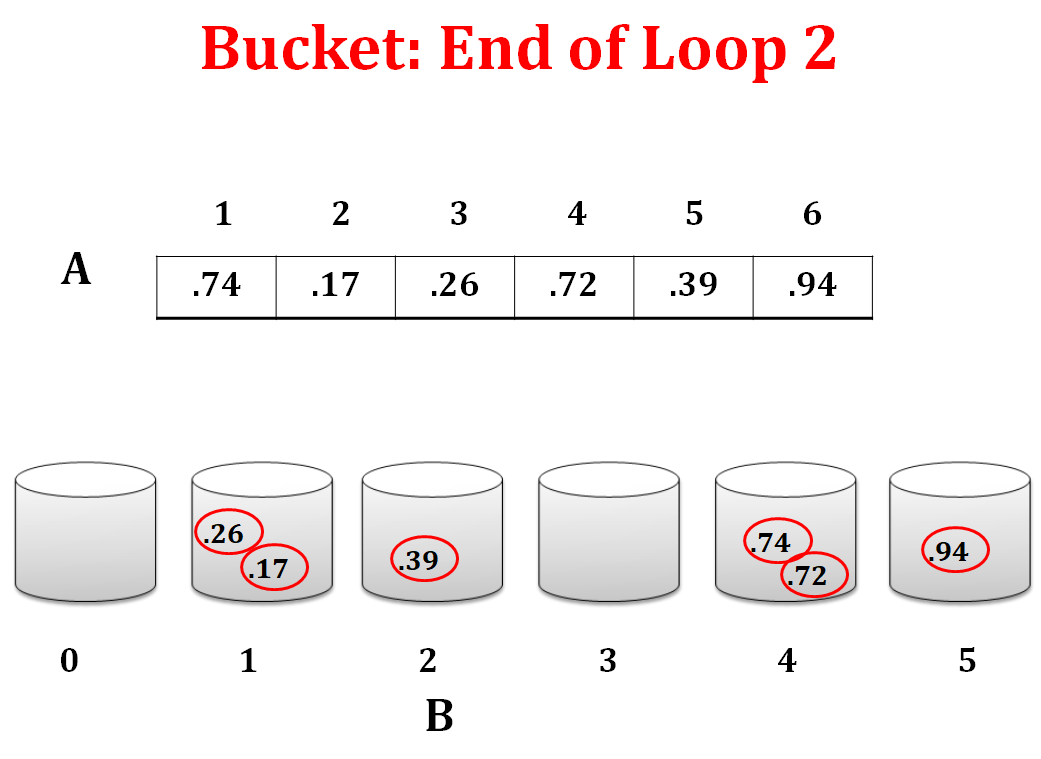 Bucket: End of Loop 2
1 2 3 4 5 6
A
.74 .17 .26 .72 .39 .94
.26 .74
.39 .94
.17 .72
0 1 2 3 4 5
B